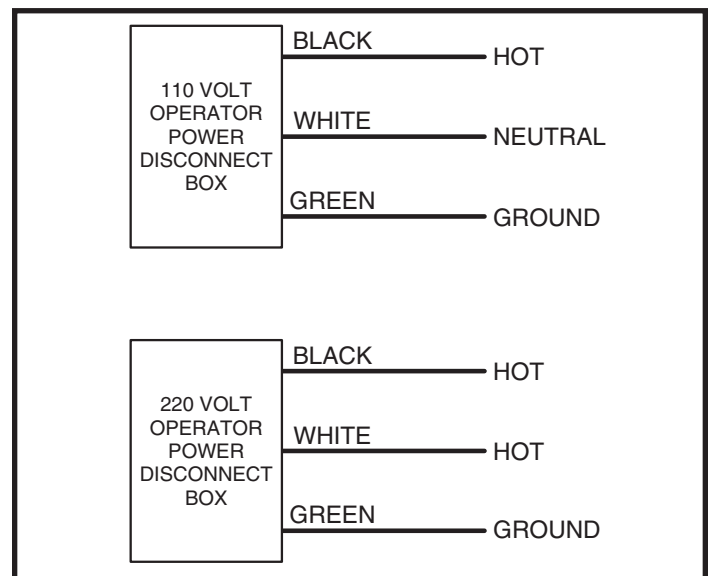 110 VOLT
OPERATOR
POWER
DISCONNECT
BOX
BLACK
HOT
WHITE
NEUTRAL
GREEN
GROUND
220 VOLT
OPERATOR
POWER
DISCONNECT
BOX
BLACK
HOT
WHITE
HOT
GREEN
GROUND